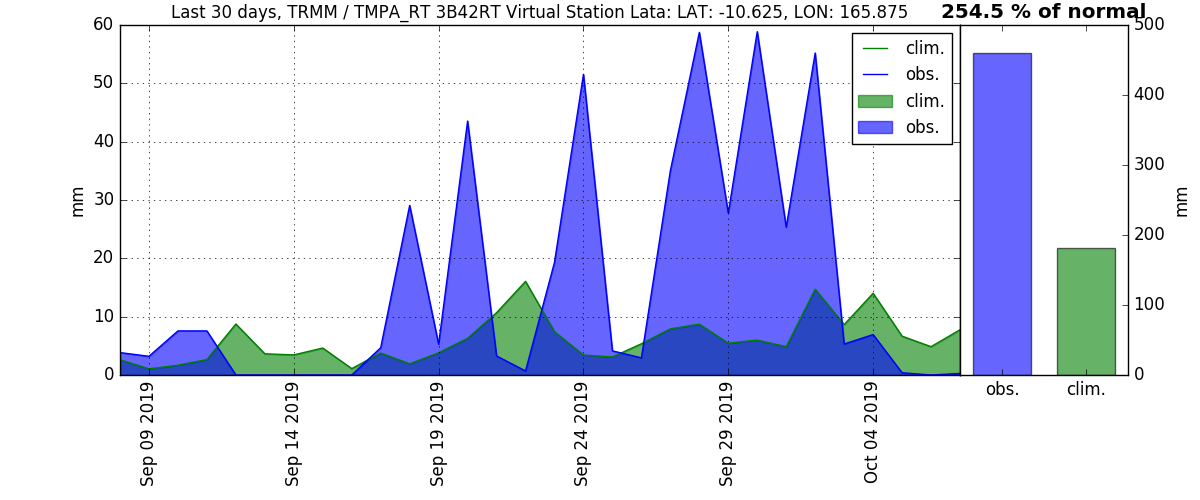 Last 30 days, TRMM / TMPA_RT 3B42RT Virtual Station Lata: LAT: -10.625, LON: 165.875
254.5 % of normal
60
50
40
30
20
10
0
mm
clim.
obs.
clim.
obs.
Sep 09 2019
Sep 14 2019
Sep 19 2019
Sep 24 2019
Sep 29 2019
Oct 04 2019
500
400
300
200
100
0
mm
obs.
clim.